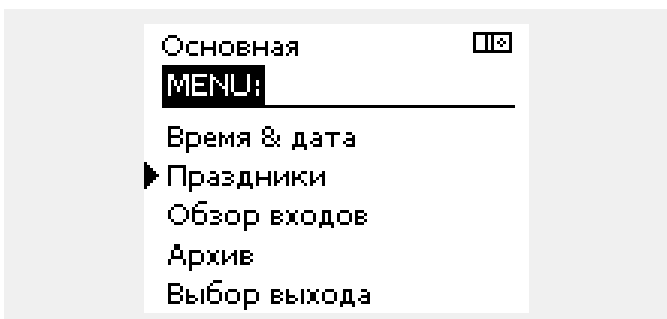 Основная
MENU:
Время & дата
Праздники
Обзор входов
Архив
Выбор выхода